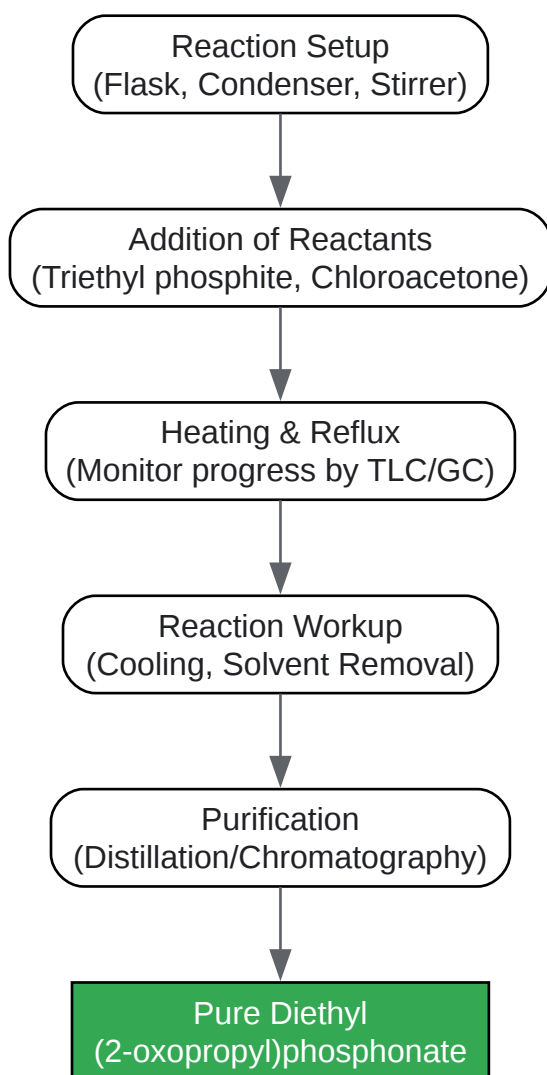 Reaction Setup
(Flask, Condenser, Stirrer)
Addition of Reactants
(Triethyl phosphite, Chloroacetone)
Heating & Reflux
(Monitor progress by TLC/GC)
Reaction Workup
(Cooling, Solvent Removal)
Purification
(Distillation/Chromatography)
Pure Diethyl
(2-oxopropyl)phosphonate